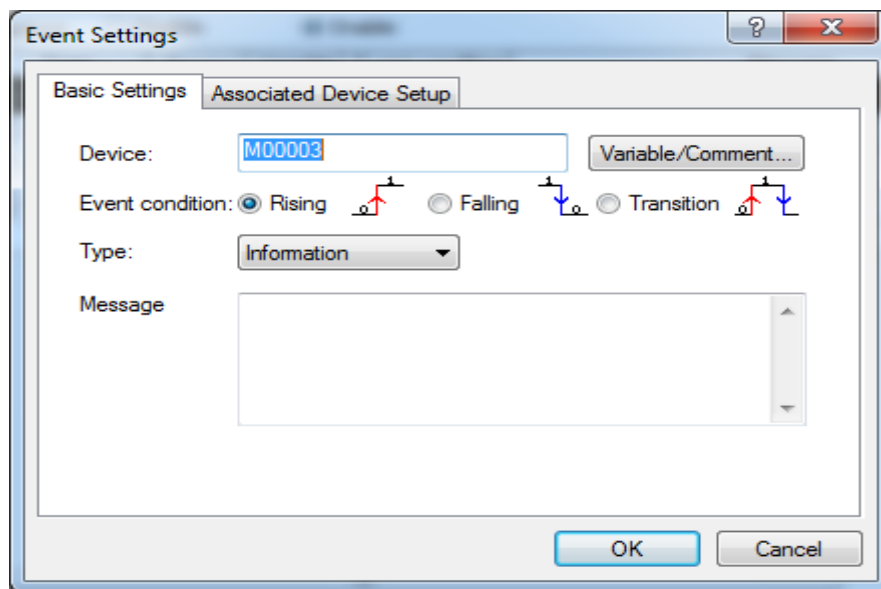 Event Settings
Basic Settings Associated Device Setup
Device: M00003 Variable/Comment...
Event condition: Rising 0 1 Falling 1 0 Transition 0 1
Type: Information
Message
OK Cancel